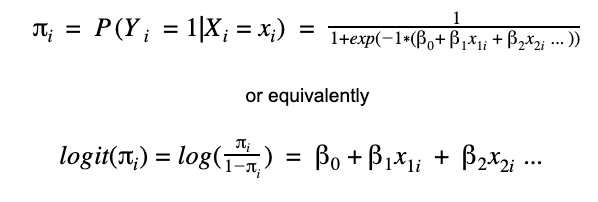 πᵢ = P(Yᵢ = 1|Xᵢ = xᵢ) = 1/1+exp(−1*(β₀+β₁x₁ᵢ + β₂x₂ᵢ ... ))
or equivalently
logit(πᵢ) = log(πᵢ/1−πᵢ) = β₀ + β₁x₁ᵢ + β₂x₂ᵢ ...